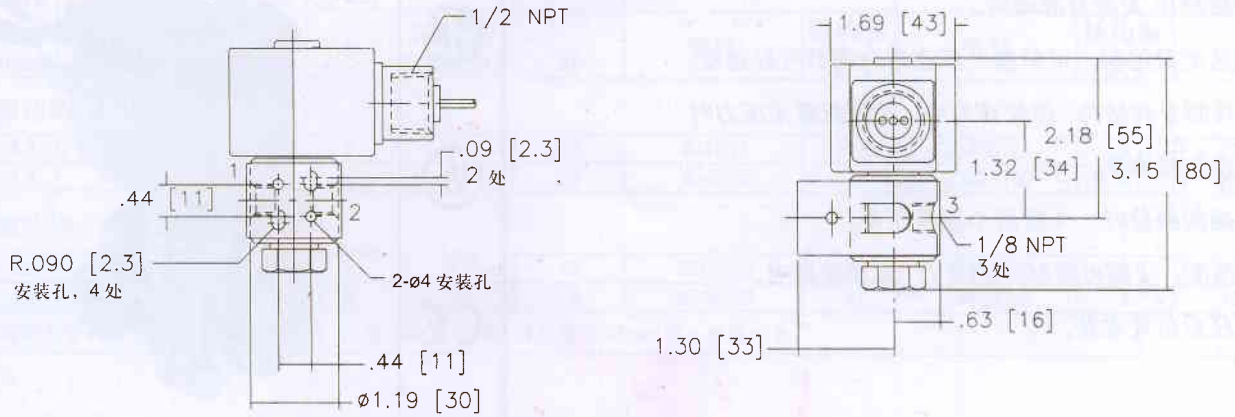 1/2 NPT
.09 [2.3]
2 处
1
.44 [11]
2
R.090 [2.3]
安装孔, 4 处
2-ø4 安装孔
.44 [11]
ø1.19 [30]
1.69 [43]
2.18 [55]
1.32 [34]
3.15 [80]
3
1/8 NPT
3处
.63 [16]
1.30 [33]